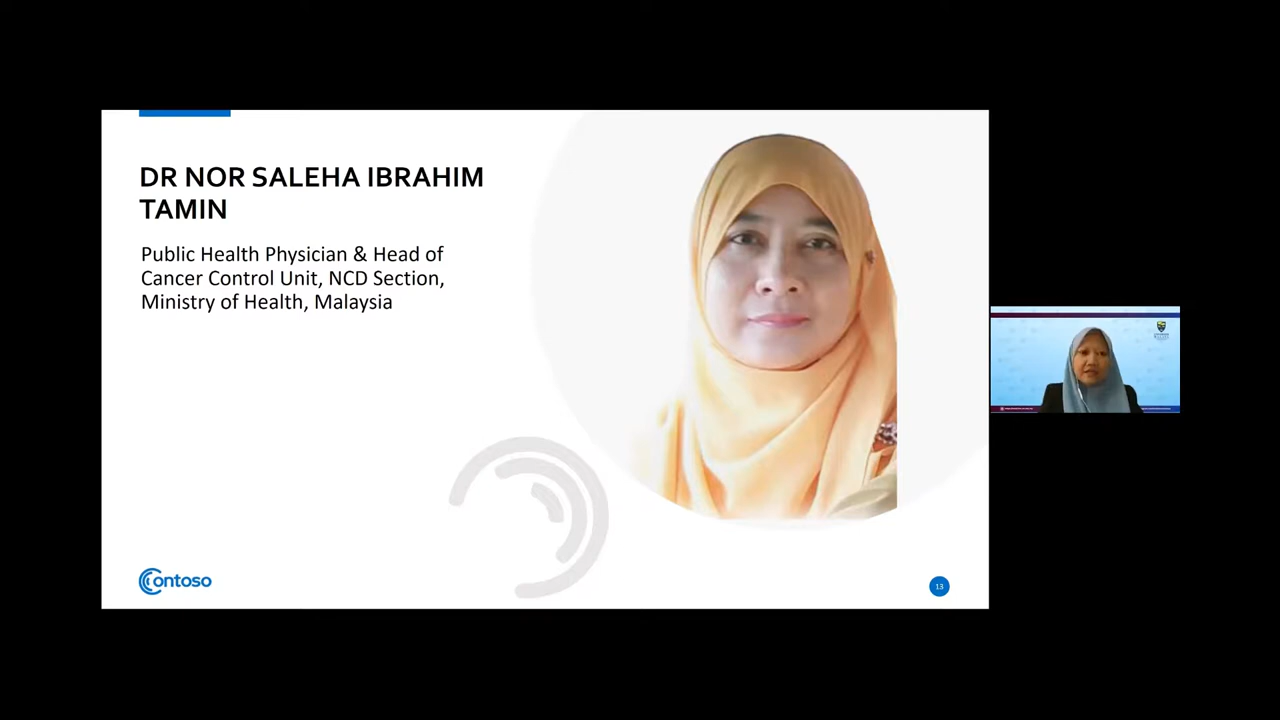 DR NOR SALEHA IBRAHIM
TAMIN
Public Health Physician & Head of
Cancer Control Unit, NCD Section,
Ministry of Health, Malaysia
Contoso
13